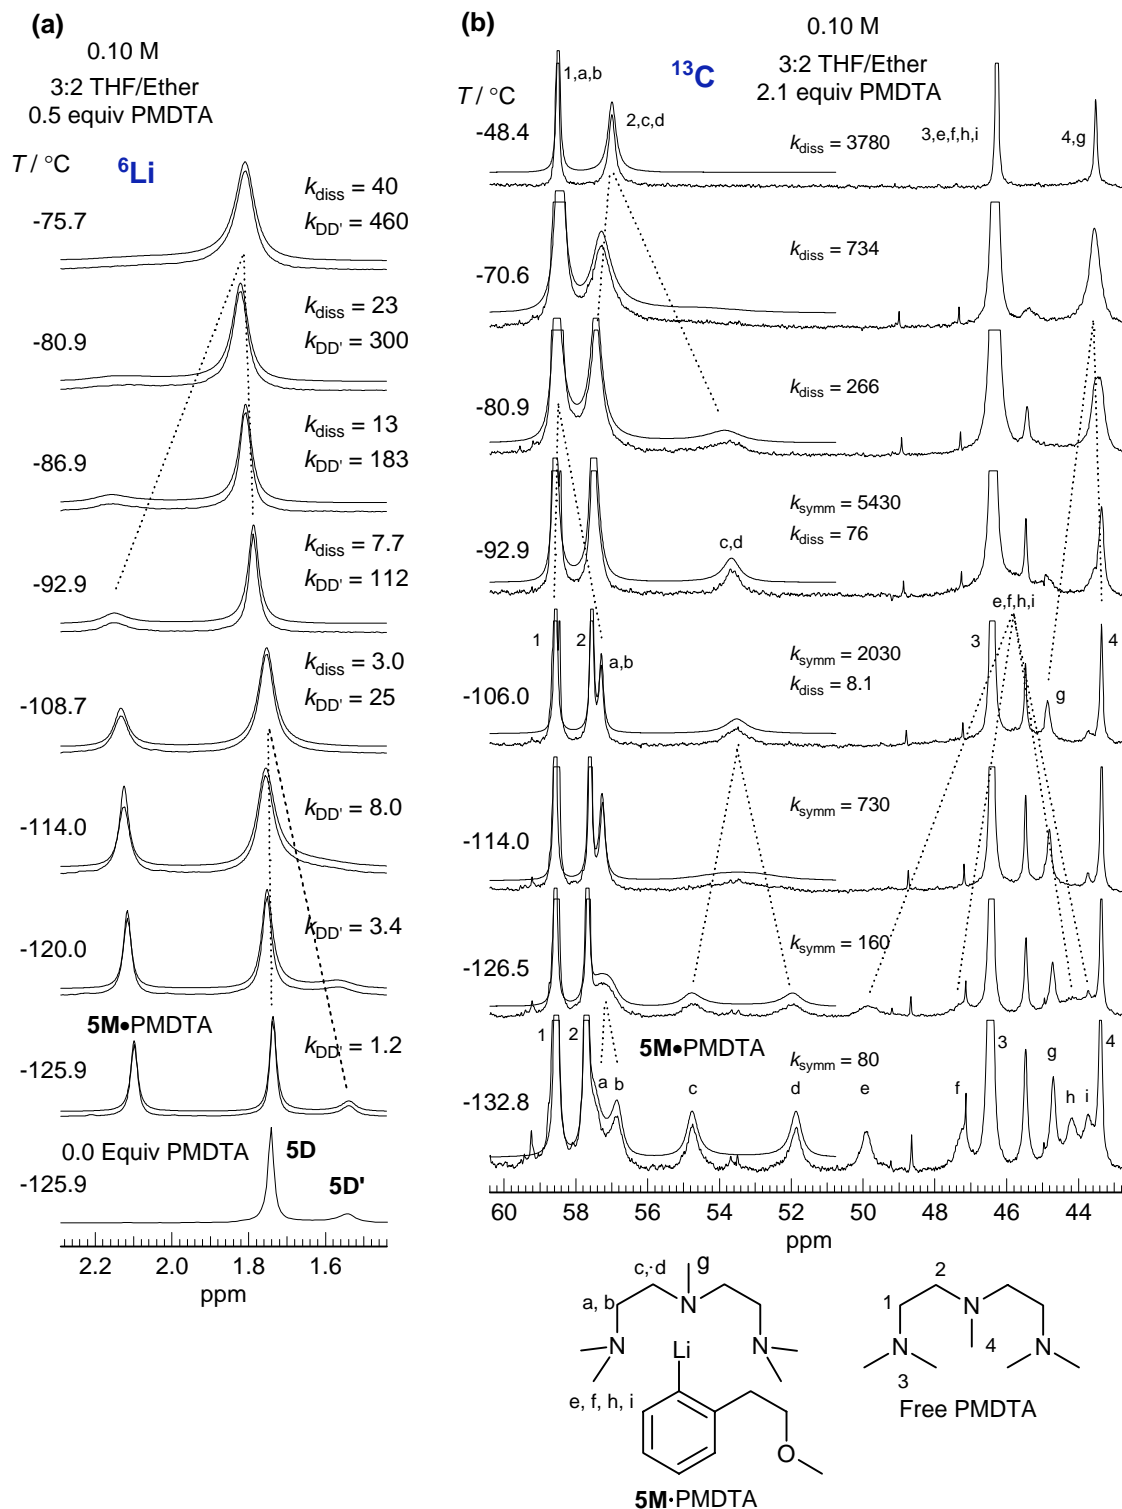 (a)
0.10 M
3:2 THF/Ether
0.5 equiv PMDTA
T / °C
6Li
-75.7
kdiss = 40
kDD' = 460
-80.9
kdiss = 23
kDD' = 300
-86.9
kdiss = 13
kDD' = 183
-92.9
kdiss = 7.7
kDD' = 112
-108.7
kdiss = 3.0
kDD' = 25
-114.0
kDD' = 8.0
-120.0
kDD' = 3.4
5M•PMDTA
-125.9
kDD' = 1.2
0.0 Equiv PMDTA
5D
5D'
-125.9
2.2 2.0 1.8 1.6
ppm
(b)
0.10 M
13C
3:2 THF/Ether
2.1 equiv PMDTA
T / °C
1,a,b
2,c,d
3,e,f,h,i
4,g
-48.4
kdiss = 3780
-70.6
kdiss = 734
-80.9
kdiss = 266
-92.9
ksymm = 5430
kdiss = 76
c,d
e,f,h,i
-106.0
1
2
a,b
ksymm = 2030
kdiss = 8.1
3
g
4
-114.0
ksymm = 730
-126.5
ksymm = 160
5M•PMDTA
ksymm = 80
-132.8
1 2 a b c d e f 3 g h i 4
60 58 56 54 52 50 48 46 44
ppm
c, d
g
a, b
N
N
N
Li
e, f, h, i
O
5M·PMDTA
2
1
N
N
N
4
3
Free PMDTA